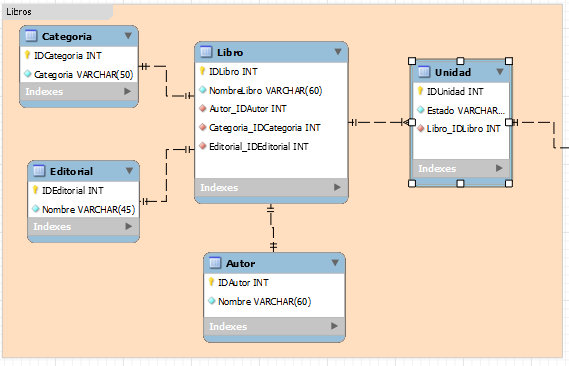 Libros
Categoria
IDCategoria INT
Categoria VARCHAR(50)
Indexes
Libro
IDLibro INT
NombreLibro VARCHAR(60)
Autor_IDAutor INT
Categoria_IDCategoria INT
Editorial_IDEditorial INT
Indexes
Unidad
IDUnidad INT
Estado VARCHAR...
Libro_IDLibro INT
Indexes
Editorial
IDEditorial INT
Nombre VARCHAR(45)
Indexes
Autor
IDAutor INT
Nombre VARCHAR(60)
Indexes